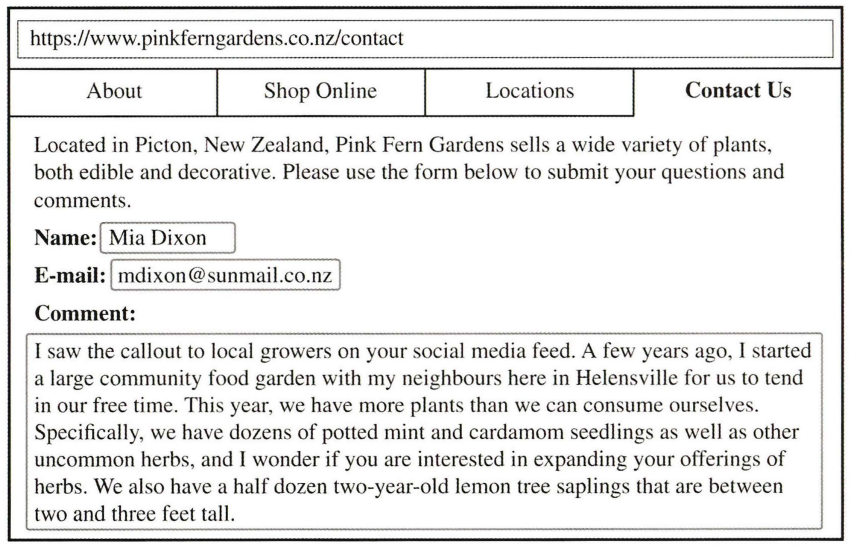 https://www.pinkferngardens.co.nz/contact
About Shop Online Locations Contact Us
Located in Picton, New Zealand, Pink Fern Gardens sells a wide variety of plants,
both edible and decorative. Please use the form below to submit your questions and
comments.
Name: Mia Dixon
E-mail: mdixon@sunmail.co.nz
Comment:
I saw the callout to local growers on your social media feed. A few years ago, I started
a large community food garden with my neighbours here in Helensville for us to tend
in our free time. This year, we have more plants than we can consume ourselves.
Specifically, we have dozens of potted mint and cardamom seedlings as well as other
uncommon herbs, and I wonder if you are interested in expanding your offerings of
herbs. We also have a half dozen two-year-old lemon tree saplings that are between
two and three feet tall.